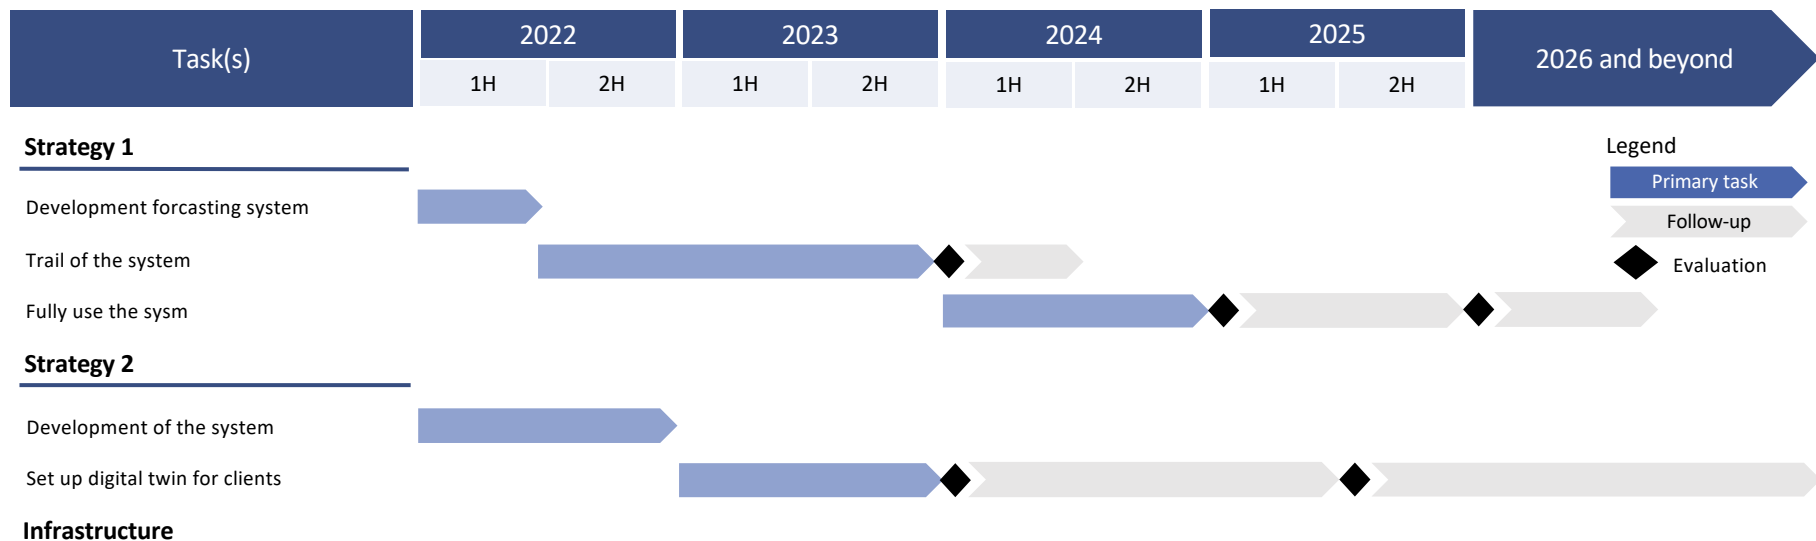 Task(s)
2022
2023
2024
2025
2026 and beyond
1H
2H
1H
2H
1H
2H
1H
2H
Strategy 1
Legend
Primary task
Development forcasting system
Follow-up
Trail of the system
Evaluation
Fully use the sysm
Strategy 2
Development of the system
Set up digital twin for clients
Infrastructure